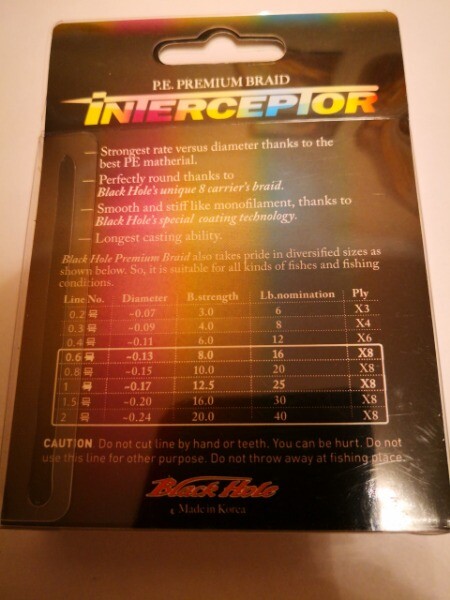 P.E. PREMIUM BRAID
INTERCEPTOR
Strongest rate versus diameter thanks to the
best PE matherial.
Perfectly round thanks to
Black Hole's unique 8 carrier's braid.
Smooth and stiff like monofilament, thanks to
Black Hole's special coating technology.
Longest casting ability.
Black Hole Premium Braid also takes pride in diversified sizes as
shown below. So, it is suitable for all kinds of fishes and fishing
conditions.
Line No. Diameter B.strength Lb.nomination Ply
0.2 ~0.07 3.0 6 X3
0.3 ~0.09 4.0 8 X4
0.4 ~0.11 6.0 12 X6
0.6 ~0.13 8.0 16 X8
0.8 ~0.15 10.0 20 X8
1 ~0.17 12.5 25 X8
1.5 ~0.20 16.0 30 X8
2 ~0.24 20.0 40 X8
CAUTION Do not cut line by hand or teeth. You can be hurt. Do not
use this line for other purpose. Do not throw away at fishing place.
Black Hole
Made in Korea